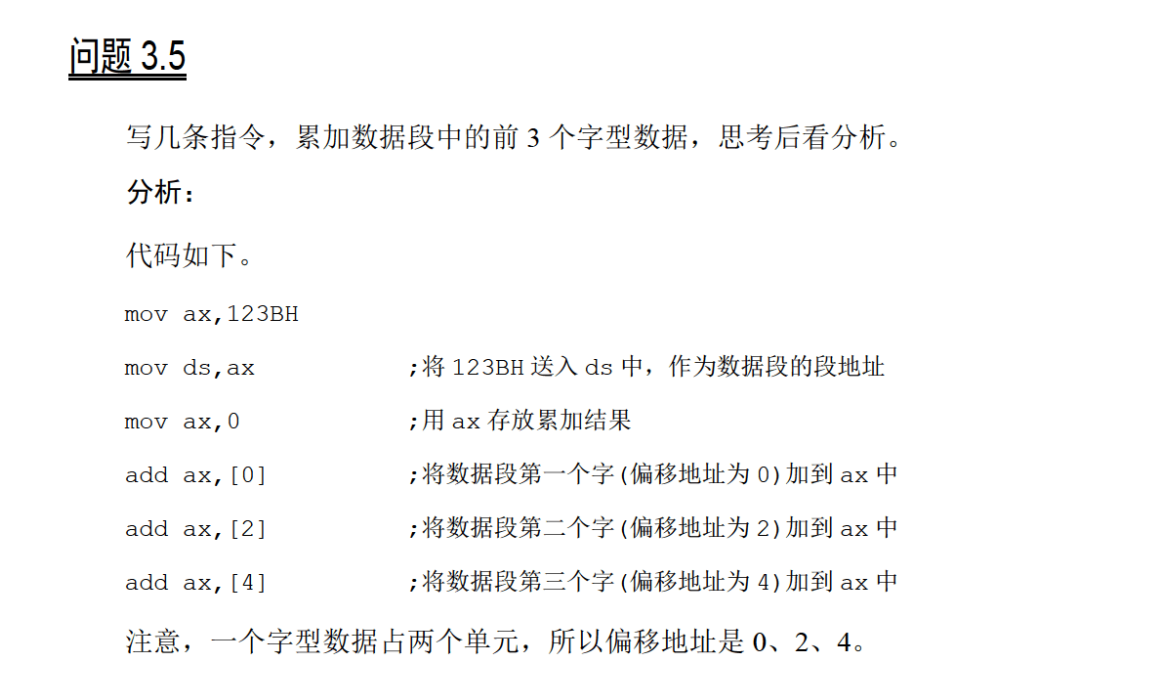 问题 3.5
写几条指令，累加数据段中的前 3 个字型数据，思考后看分析。
分析：
代码如下。
mov ax,123BH
mov ds,ax ;将 123BH 送入 ds 中，作为数据段的段地址
mov ax,0 ;用 ax 存放累加结果
add ax,[0] ;将数据段第一个字(偏移地址为 0)加到 ax 中
add ax,[2] ;将数据段第二个字(偏移地址为 2)加到 ax 中
add ax,[4] ;将数据段第三个字(偏移地址为 4)加到 ax 中
注意，一个字型数据占两个单元，所以偏移地址是 0、2、4。